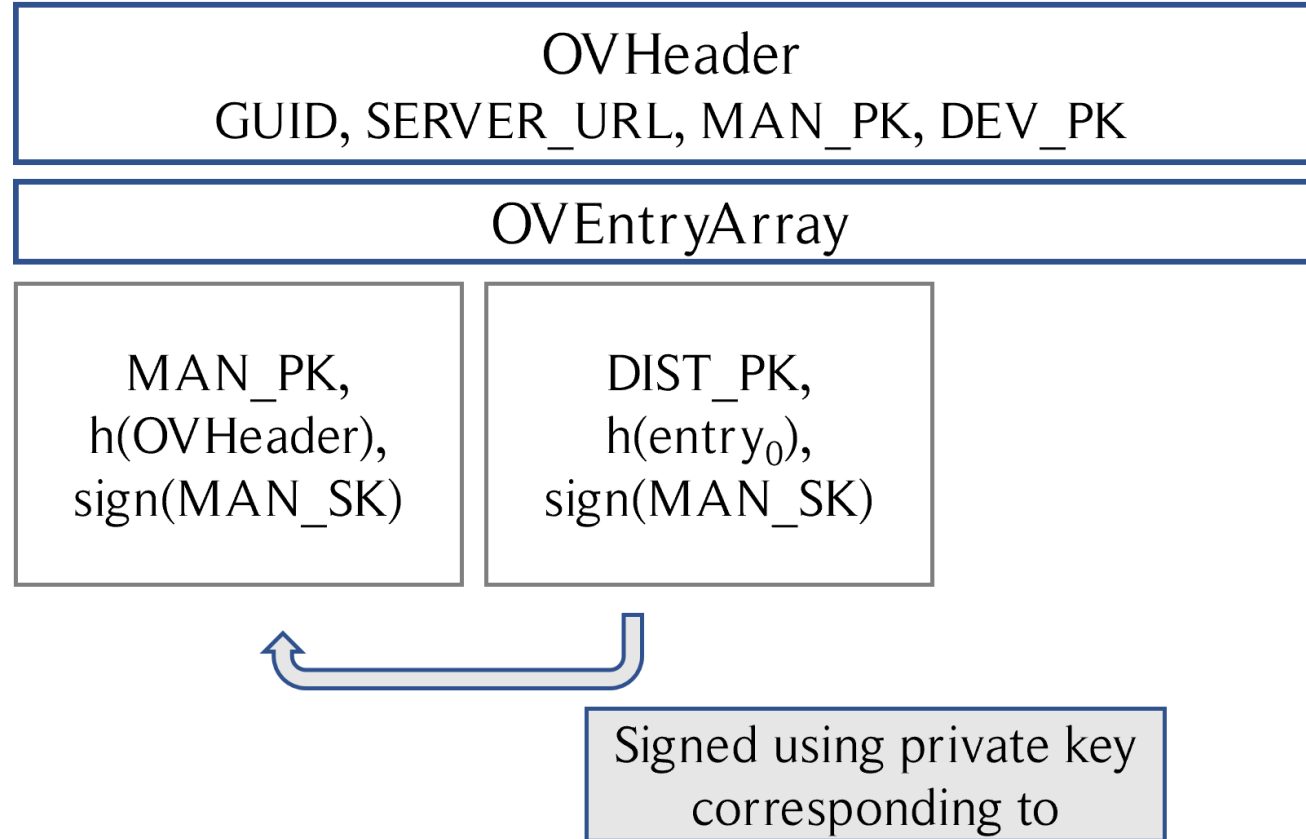 OVHeader
GUID, SERVER_URL, MAN_PK, DEV_PK
OVEntryArray
MAN_PK,
h(OVHeader),
sign(MAN_SK)
DIST_PK,
h(entry₀),
sign(MAN_SK)
Signed using private key
corresponding to